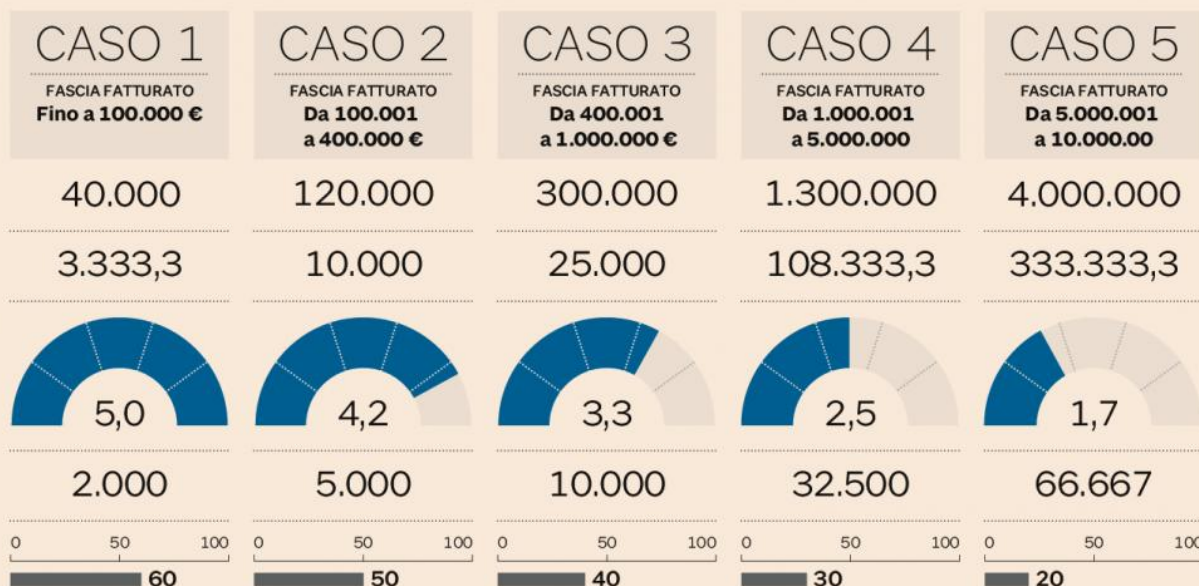 CASO 1
FASCIA FATTURATO
Fino a 100.000 €
CASO 2
FASCIA FATTURATO
Da 100.001
a 400.000 €
CASO 3
FASCIA FATTURATO
Da 400.001
a 1.000.000 €
CASO 4
FASCIA FATTURATO
Da 1.000.001
a 5.000.000
CASO 5
FASCIA FATTURATO
Da 5.000.001
a 10.000.00
40.000 120.000 300.000 1.300.000 4.000.000
3.333,3 10.000 25.000 108.333,3 333.333,3
5,0 4,2 3,3 2,5 1,7
2.000 5.000 10.000 32.500 66.667
0 50 100 0 50 100 0 50 100 0 50 100 0 50 100
60 50 40 30 20